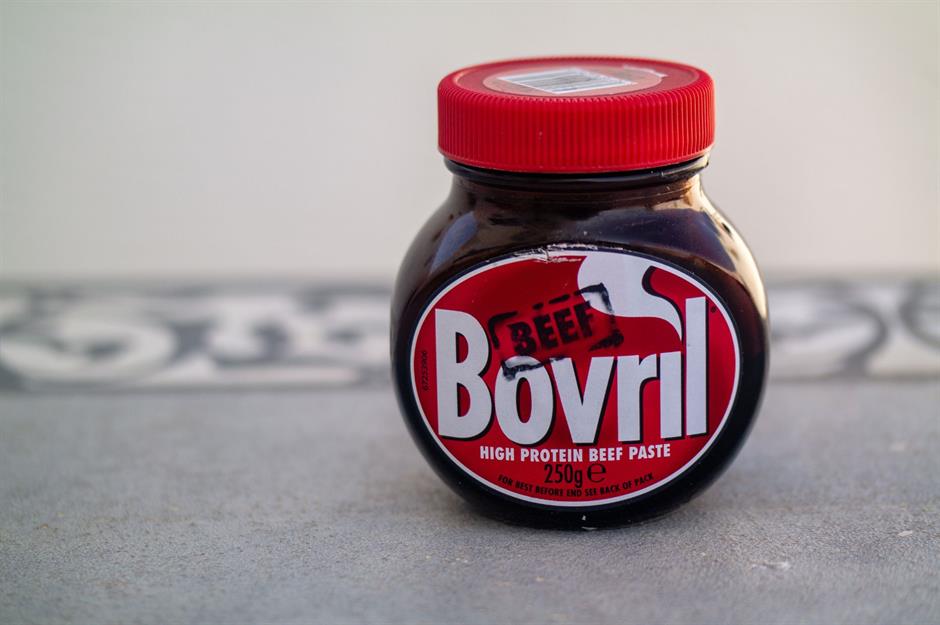 BEEF
Bovril
HIGH PROTEIN BEEF PASTE
250g ℮
FOR BEST BEFORE END SEE BACK OF PACK